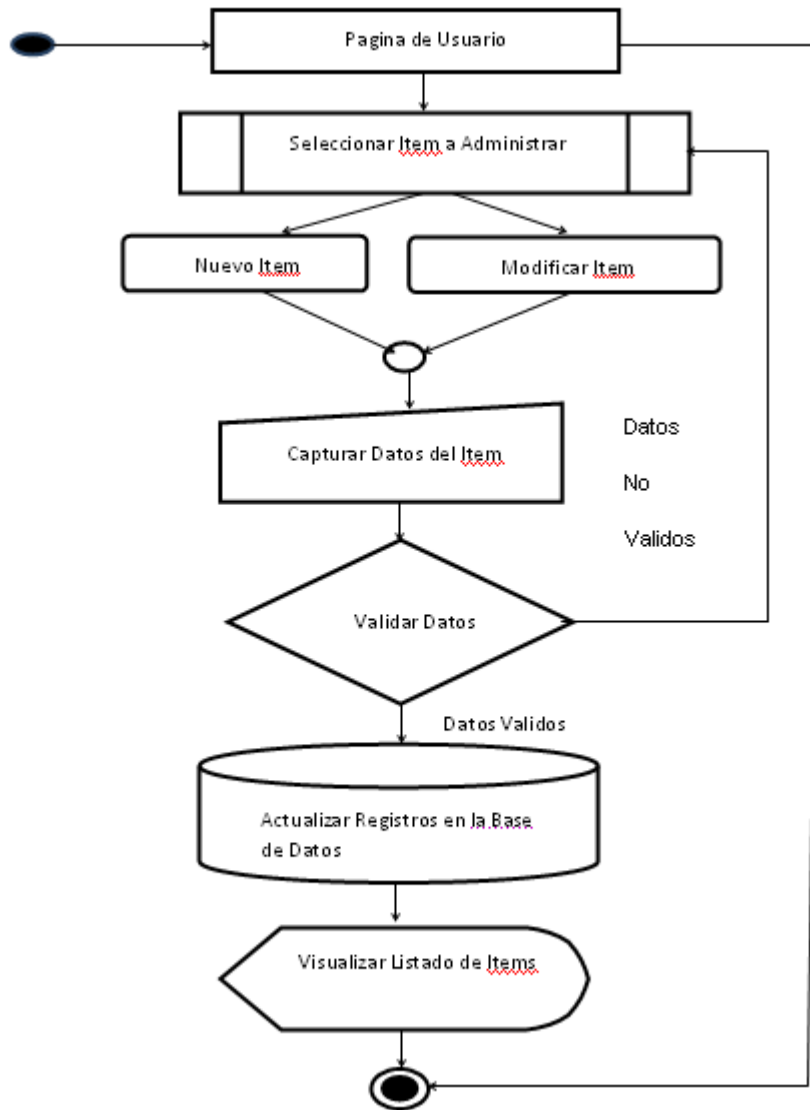 Pagina de Usuario
Seleccionar Item a Administrar
Nuevo Item
Modificar Item
Capturar Datos del Item
Datos
No
Validos
Validar Datos
Datos Validos
Actualizar Registros en la Base
de Datos
Visualizar Listado de Items